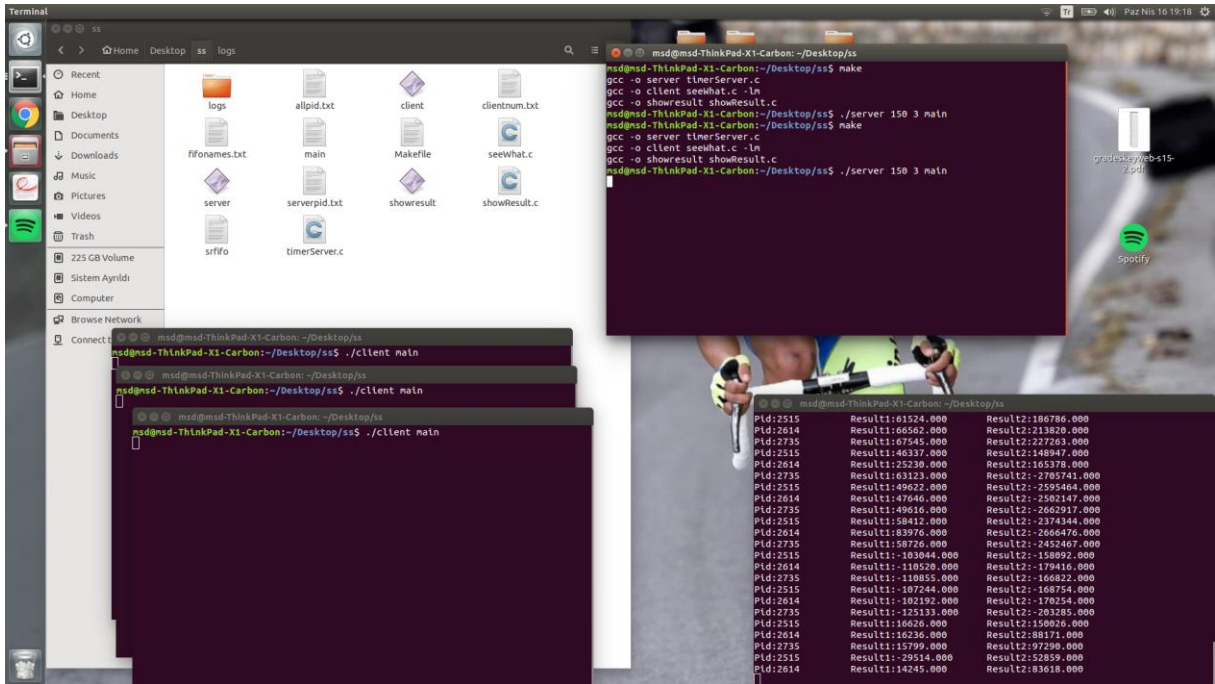 Terminal
Tr
Paz Nis 16 19:18
ss
Home Desktop ss logs
Recent
Home
Desktop
Documents
Downloads
Music
Pictures
Videos
Trash
225 GB Volume
Sistem Ayrıldı
Computer
Browse Network
Connect t
logs allpid.txt client clientnum.txt
fifonames.txt main Makefile seeWhat.c
server serverpid.txt showresult showResult.c
srfifo timerServer.c
msd@msd-ThinkPad-X1-Carbon: ~/Desktop/ss
msd@msd-ThinkPad-X1-Carbon:~/Desktop/ss$ make
gcc -o server timerServer.c
gcc -o client seeWhat.c -lm
gcc -o showresult showResult.c
msd@msd-ThinkPad-X1-Carbon:~/Desktop/ss$ ./server 150 3 main
msd@msd-ThinkPad-X1-Carbon:~/Desktop/ss$ make
gcc -o server timerServer.c
gcc -o client seeWhat.c -lm
gcc -o showresult showResult.c
msd@msd-ThinkPad-X1-Carbon:~/Desktop/ss$ ./server 150 3 main
gradeskeyweb-s15-
2.pdf
Spotify
msd@msd-ThinkPad-X1-Carbon: ~/Desktop/ss
msd@msd-ThinkPad-X1-Carbon:~/Desktop/ss$ ./client main
msd@msd-ThinkPad-X1-Carbon: ~/Desktop/ss
msd@msd-ThinkPad-X1-Carbon:~/Desktop/ss$ ./client main
msd@msd-ThinkPad-X1-Carbon: ~/Desktop/ss
msd@msd-ThinkPad-X1-Carbon:~/Desktop/ss$ ./client main
msd@msd-ThinkPad-X1-Carbon: ~/Desktop/ss
Pid:2515 Result1:61524.000 Result2:186786.000
Pid:2614 Result1:66562.000 Result2:213820.000
Pid:2735 Result1:67545.000 Result2:227263.000
Pid:2515 Result1:46337.000 Result2:148947.000
Pid:2614 Result1:25230.000 Result2:165378.000
Pid:2735 Result1:63123.000 Result2:-2705741.000
Pid:2515 Result1:49622.000 Result2:-2595464.000
Pid:2614 Result1:47646.000 Result2:-2502147.000
Pid:2735 Result1:49616.000 Result2:-2662917.000
Pid:2515 Result1:58412.000 Result2:-2374344.000
Pid:2614 Result1:83976.000 Result2:-2666476.000
Pid:2735 Result1:58726.000 Result2:-2452467.000
Pid:2515 Result1:-103044.000 Result2:-158092.000
Pid:2614 Result1:-110520.000 Result2:-179416.000
Pid:2735 Result1:-110855.000 Result2:-166822.000
Pid:2515 Result1:-107244.000 Result2:-168754.000
Pid:2614 Result1:-102192.000 Result2:-170254.000
Pid:2735 Result1:-125133.000 Result2:-203285.000
Pid:2515 Result1:16626.000 Result2:150026.000
Pid:2614 Result1:16236.000 Result2:88171.000
Pid:2735 Result1:15799.000 Result2:97290.000
Pid:2515 Result1:-29514.000 Result2:52859.000
Pid:2614 Result1:14245.000 Result2:83618.000